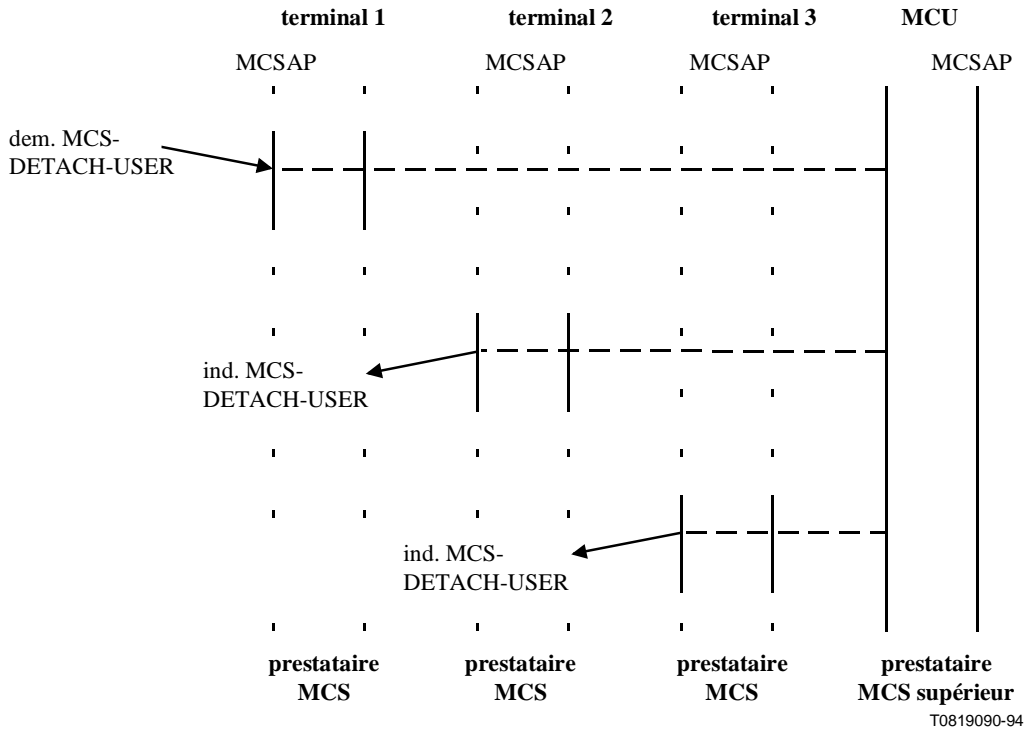 terminal 1 terminal 2 terminal 3 MCU
MCSAP MCSAP MCSAP MCSAP
dem. MCS-
DETACH-USER
ind. MCS-
DETACH-USER
ind. MCS-
DETACH-USER
prestataire prestataire prestataire prestataire
MCS MCS MCS MCS supérieur
T0819090-94